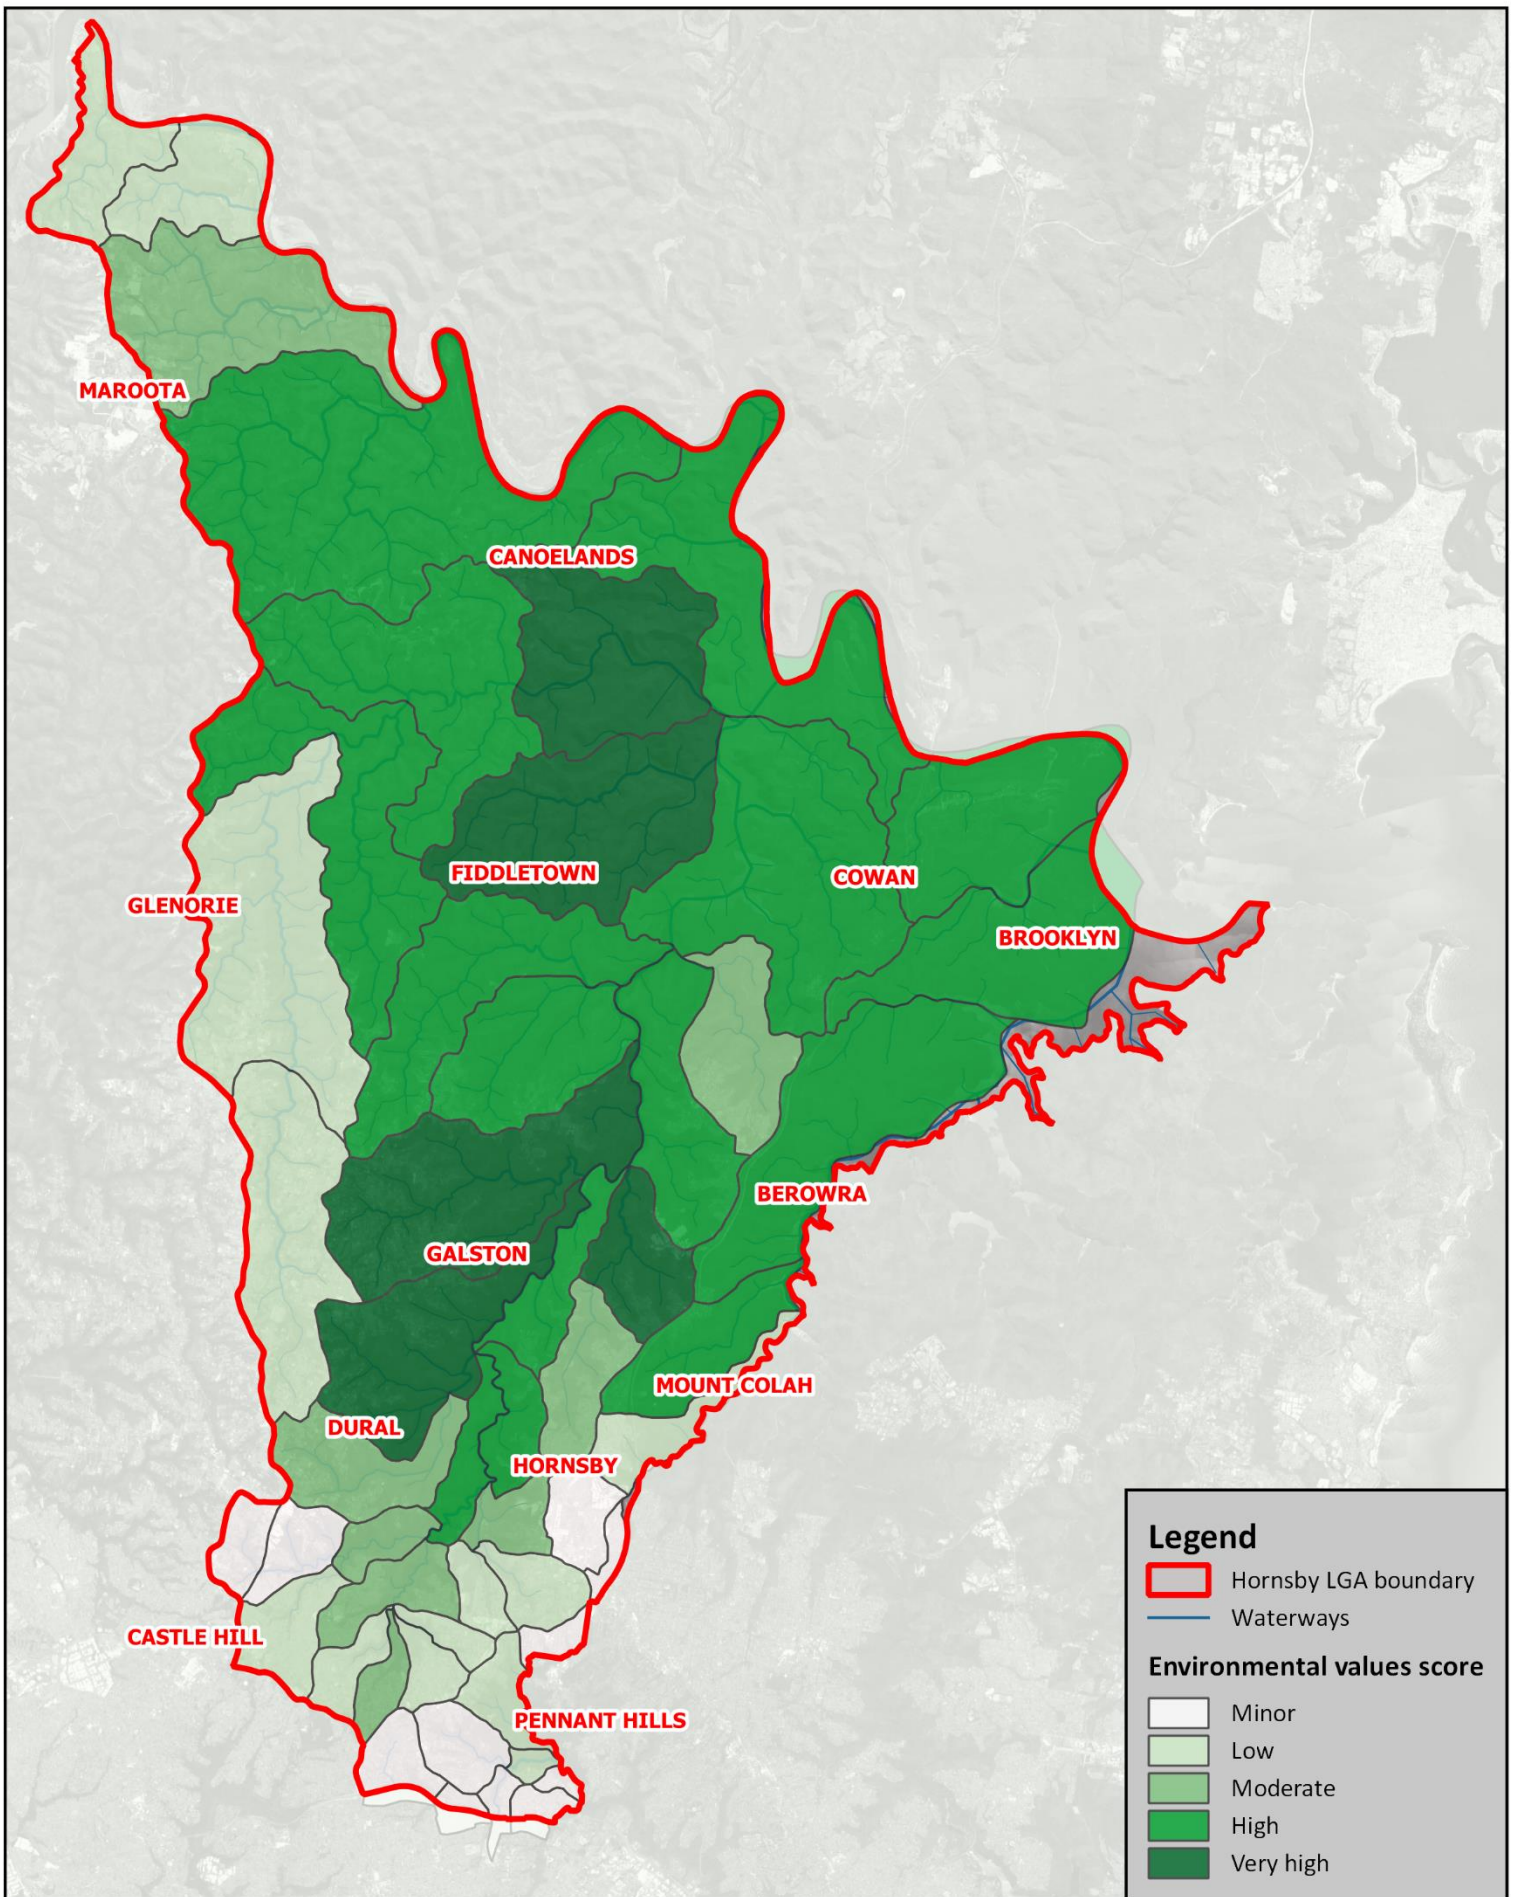 MAROOTA
CANOELANDS
FIDDLETOWN
COWAN
GLENORIE
BROOKLYN
BEROWRA
GALSTON
MOUNT COLAH
DURAL
HORNSBY
CASTLE HILL
PENNANT HILLS
Legend
Hornsby LGA boundary
Waterways
Environmental values score
Minor
Low
Moderate
High
Very high